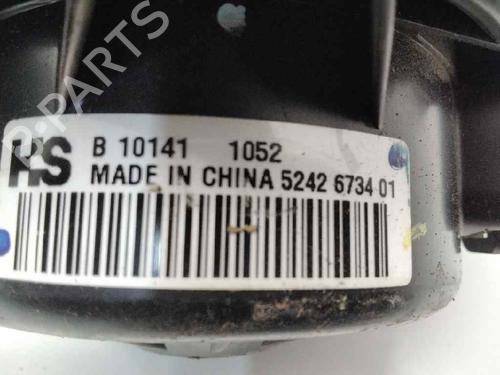 B-PARTS
HS
B 10141 1052
MADE IN CHINA 5242 6734 01